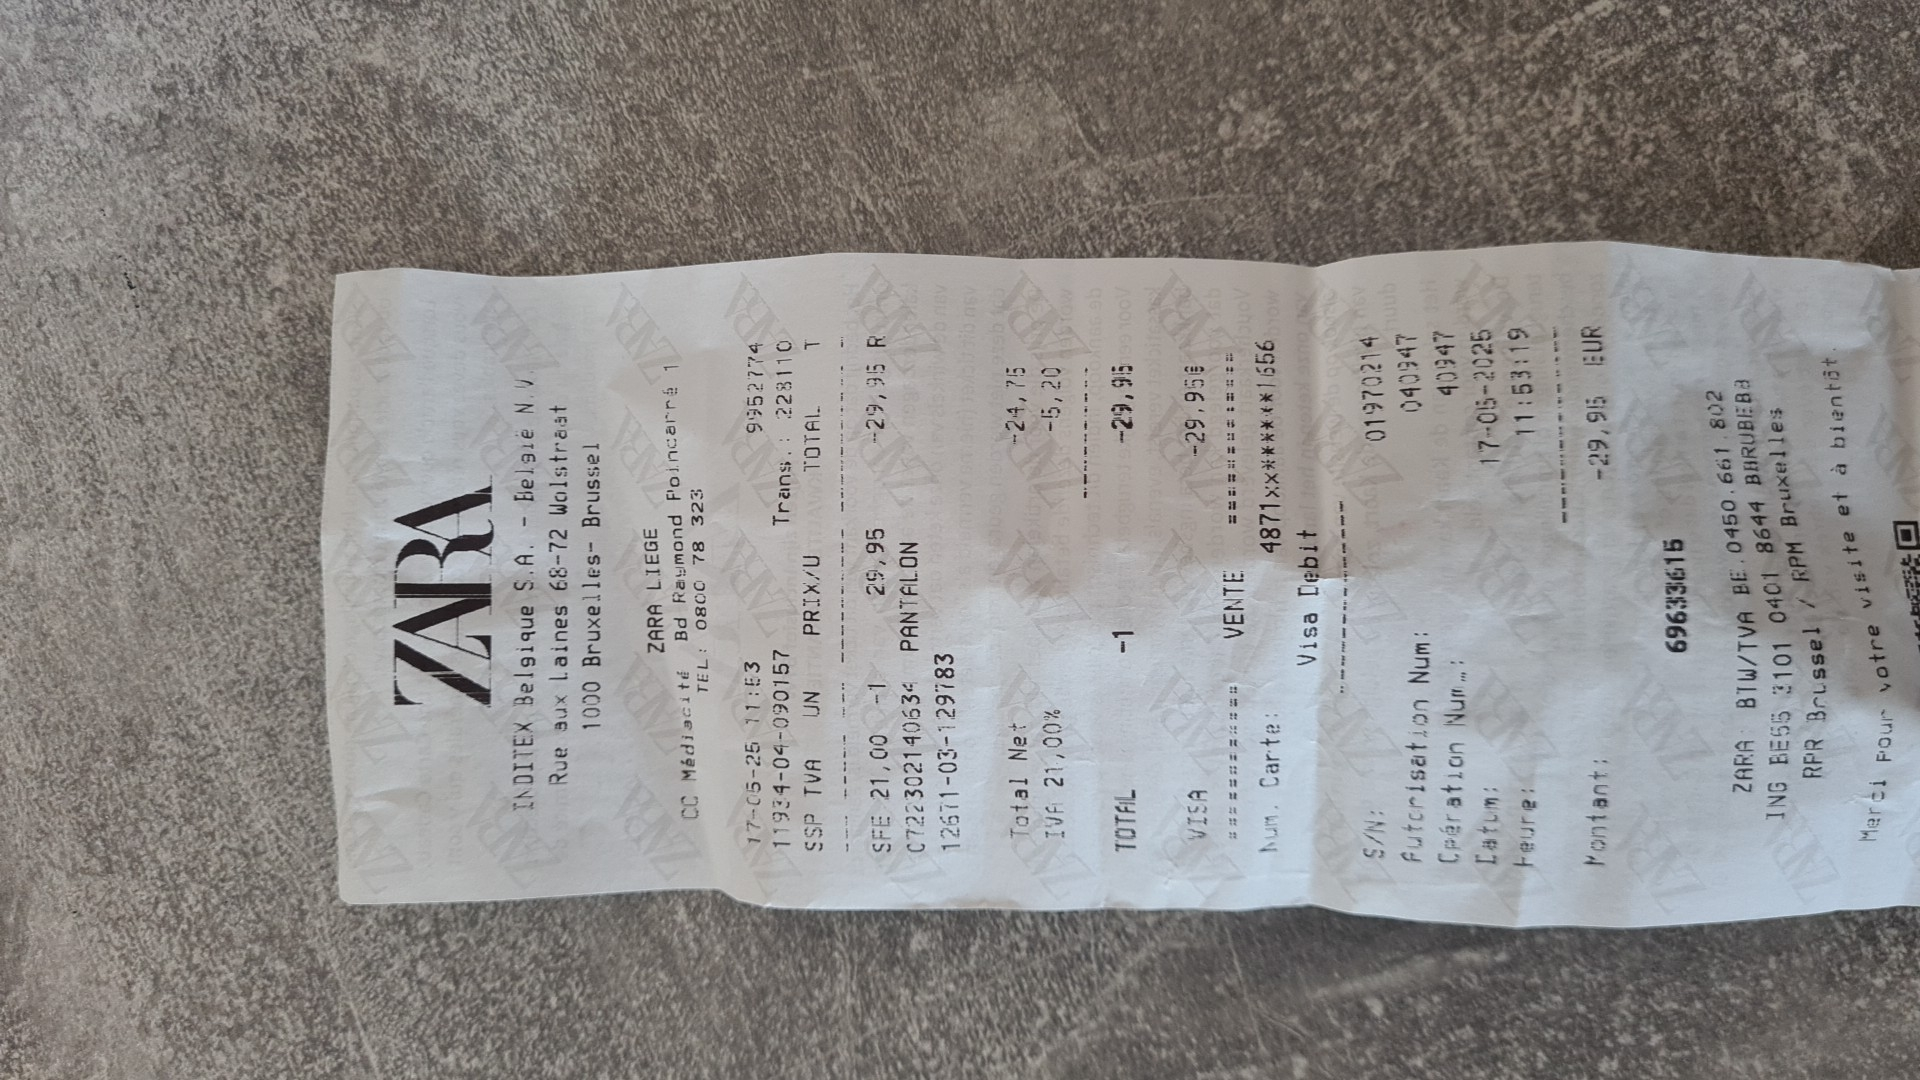 ZARA
INDITEX Belgique S.A. - België N.V.
Rue aux Laines 68-72 Wolstraat
1000 Bruxelles- Brussel
ZARA LIEGE
CC Médiacité Bd Raymond Poincarré 1
TEL: 0800 78 323
17-05-25 11:53 9952774
11934-04-090157 Trans.: 228110
SSP TVA UN PRIX/U TOTAL T
SFE 21,00 -1 29,95 -29,95 R
C722302140634 PANTALON
12671-03-129783
Total Net -24,75
IVA 21,00% -5,20
TOTAL -1 -29,95
VISA -29,95€
============ VENTE ============
Num. Carte: 4871********1656
Visa Debit
S/N: 01970214
Autorisation Num: 040947
Opération Num.: 40947
Datum: 17-05-2025
Heure: 11:53:19
Montant: -29,95 EUR
69633615
ZARA BTW/TVA BE.0450.661.802
ING BE55 3101 0401 8644 BBRUBEBB
RPR Brussel / RPM Bruxelles
Merci pour votre visite et à bientôt.